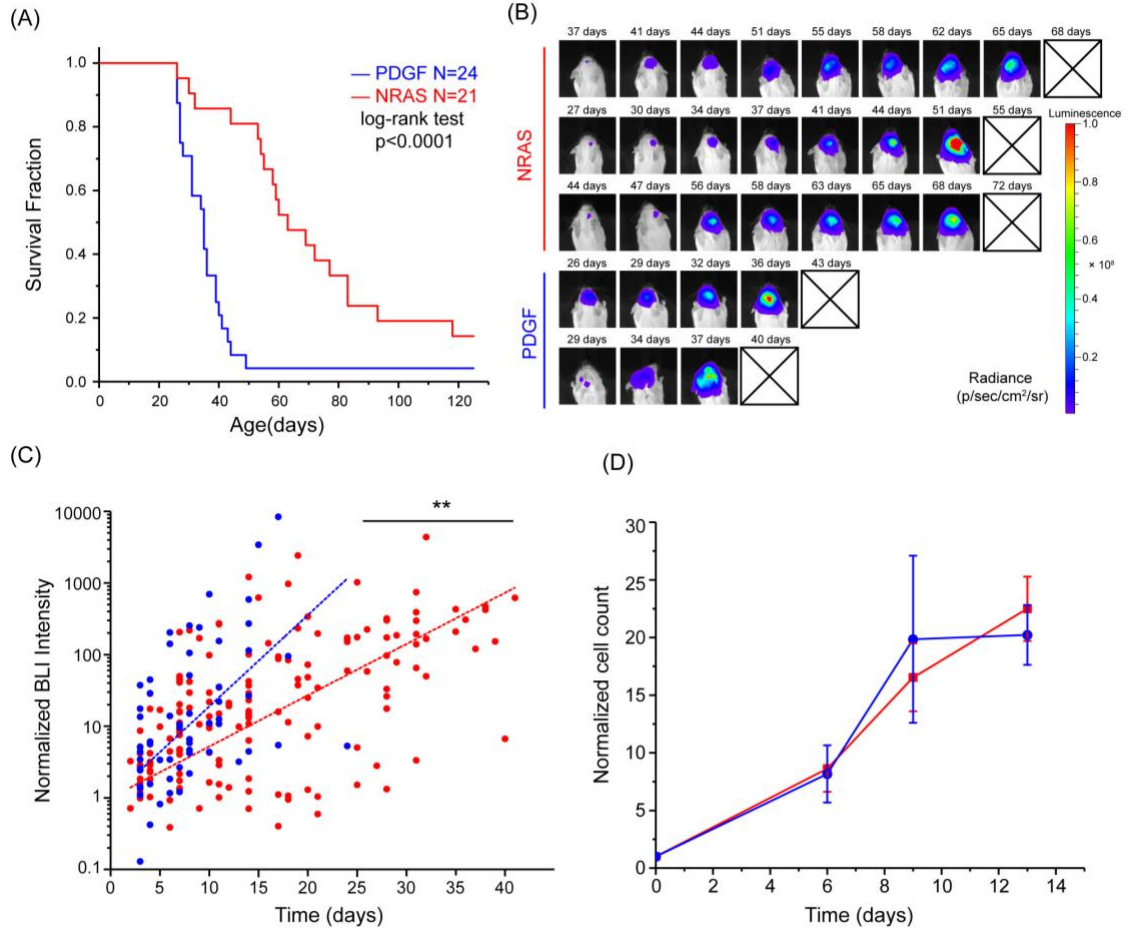 (A)
1.0
0.8
0.6
0.4
0.2
0.0
Survival Fraction
PDGF N=24
NRAS N=21
log-rank test
p<0.0001
0 20 40 60 80 100 120
Age(days)
(B)
NRAS
37 days 41 days 44 days 51 days 55 days 58 days 62 days 65 days 68 days
27 days 30 days 34 days 37 days 41 days 44 days 51 days 55 days
44 days 47 days 56 days 58 days 63 days 65 days 68 days 72 days
PDGF
26 days 29 days 32 days 36 days 43 days
29 days 34 days 37 days 40 days
Luminescence
1.0
0.8
0.6
× 10⁸
0.4
0.2
Radiance
(p/sec/cm²/sr)
(C)
10000
1000
100
10
1
0.1
Normalized BLI Intensity
**
0 5 10 15 20 25 30 35 40
Time (days)
(D)
30
25
20
15
10
5
0
Normalized cell count
0 2 4 6 8 10 12 14
Time (days)